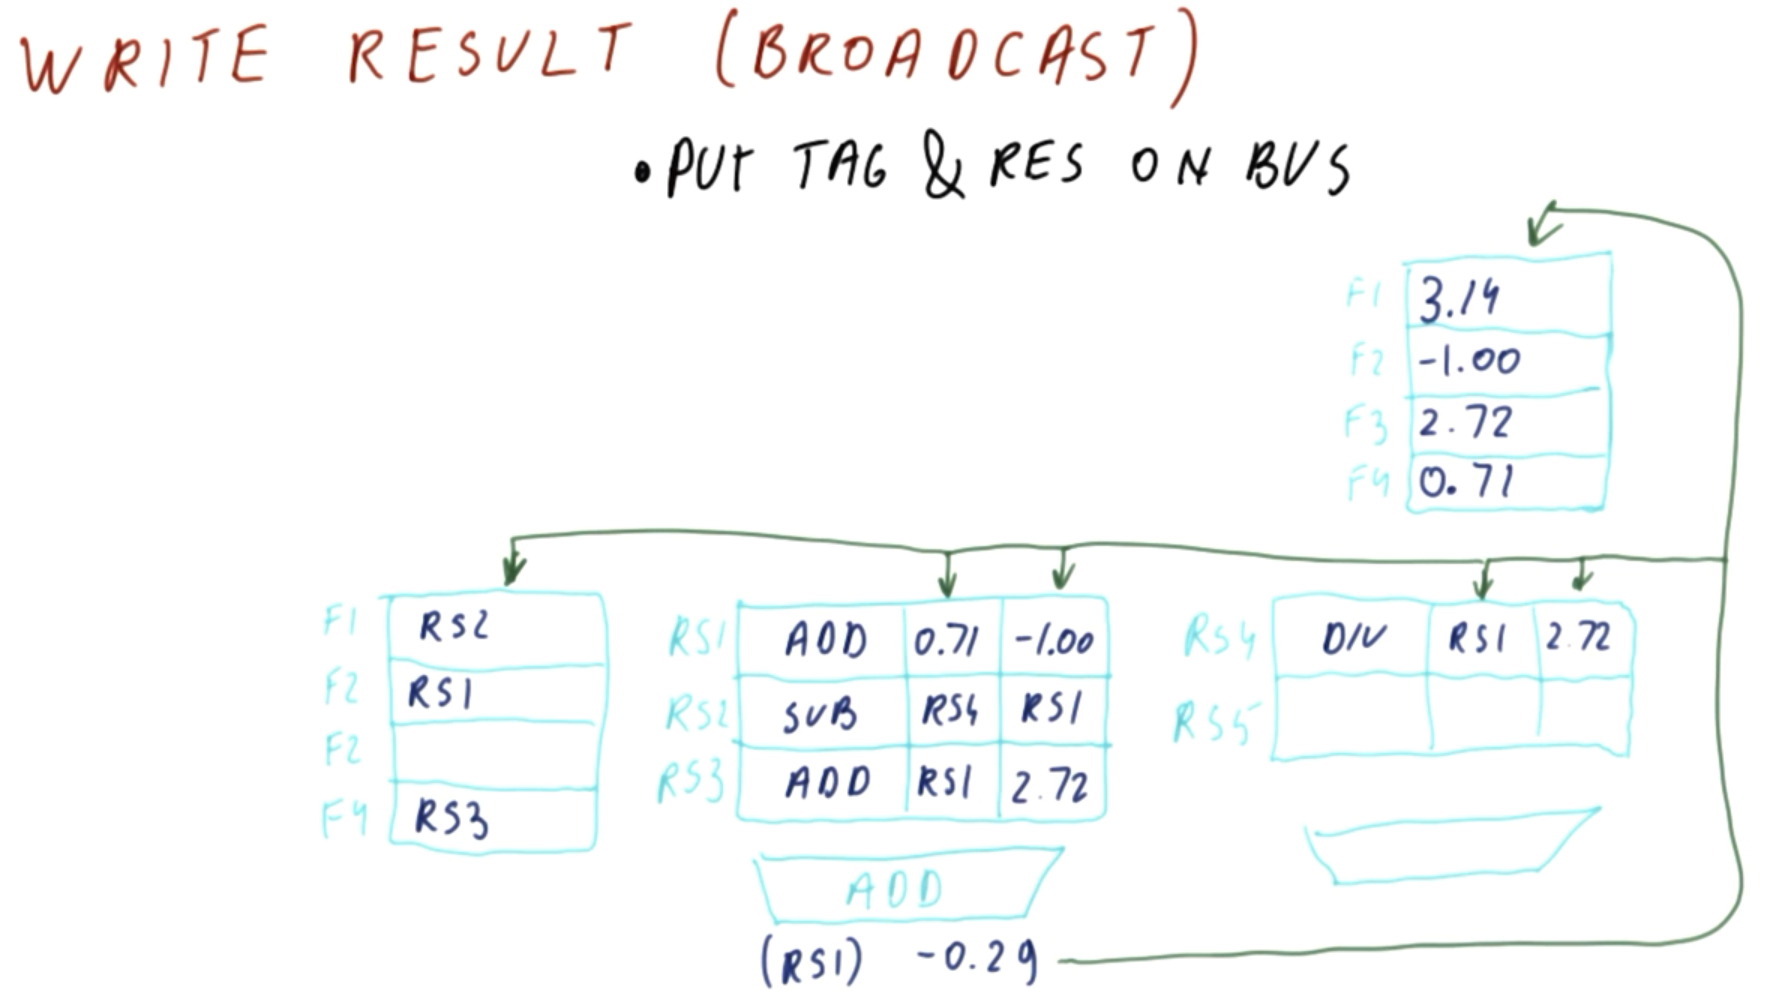 WRITE RESULT (BROADCAST)
• PUT TAG & RES ON BUS
F1 3.14
F2 -1.00
F3 2.72
F4 0.71
F1 RS2
F2 RS1
F2
F4 RS3
RS1 ADD 0.71 -1.00
RS2 SUB RS4 RS1
RS3 ADD RS1 2.72
ADD
(RS1) -0.29
RS4 DIV RS1 2.72
RS5